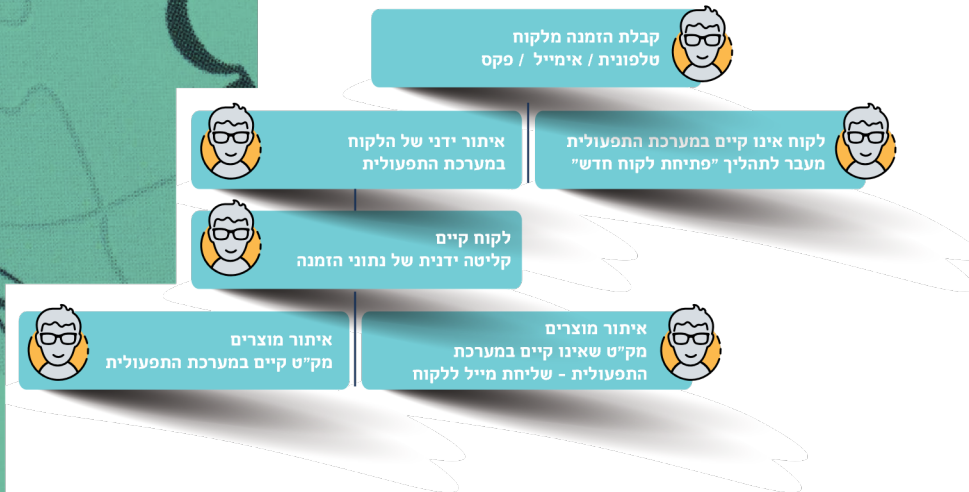 קבלת הזמנה מלקוח
טלפונית / אימייל / פקס
לקוח אינו קיים במערכת התפעולית
מעבר לתהליך "פתיחת לקוח חדש"
איתור ידני של הלקוח
במערכת התפעולית
לקוח קיים
קליטה ידנית של נתוני הזמנה
איתור מוצרים
מק"ט שאינו קיים במערכת
התפעולית - שליחת מייל ללקוח
איתור מוצרים
מק"ט קיים במערכת התפעולית